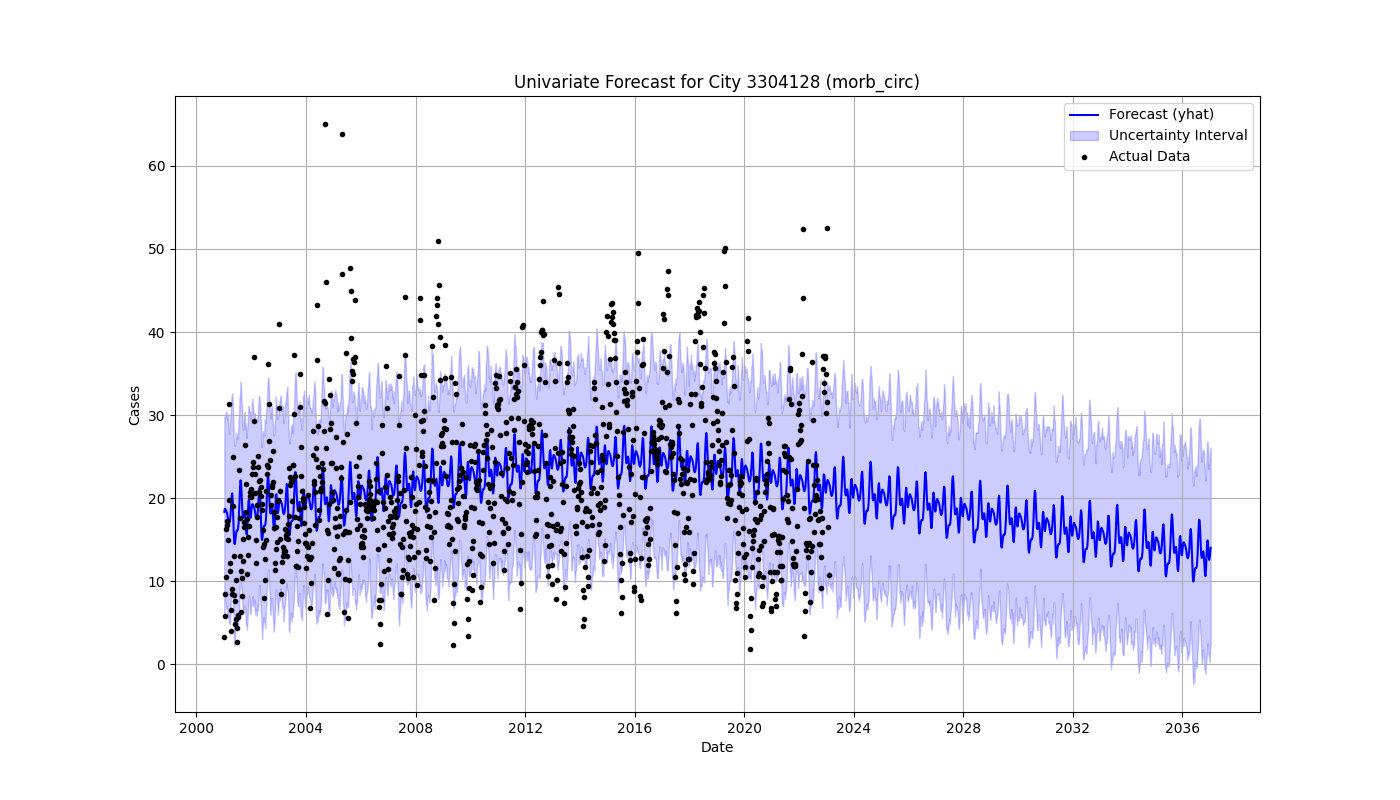 Univariate Forecast for City 3304128 (morb_circ)
Forecast (yhat)
Uncertainty Interval
Actual Data
60
50
40
30
20
10
0
Cases
2000 2004 2008 2012 2016 2020 2024 2028 2032 2036
Date